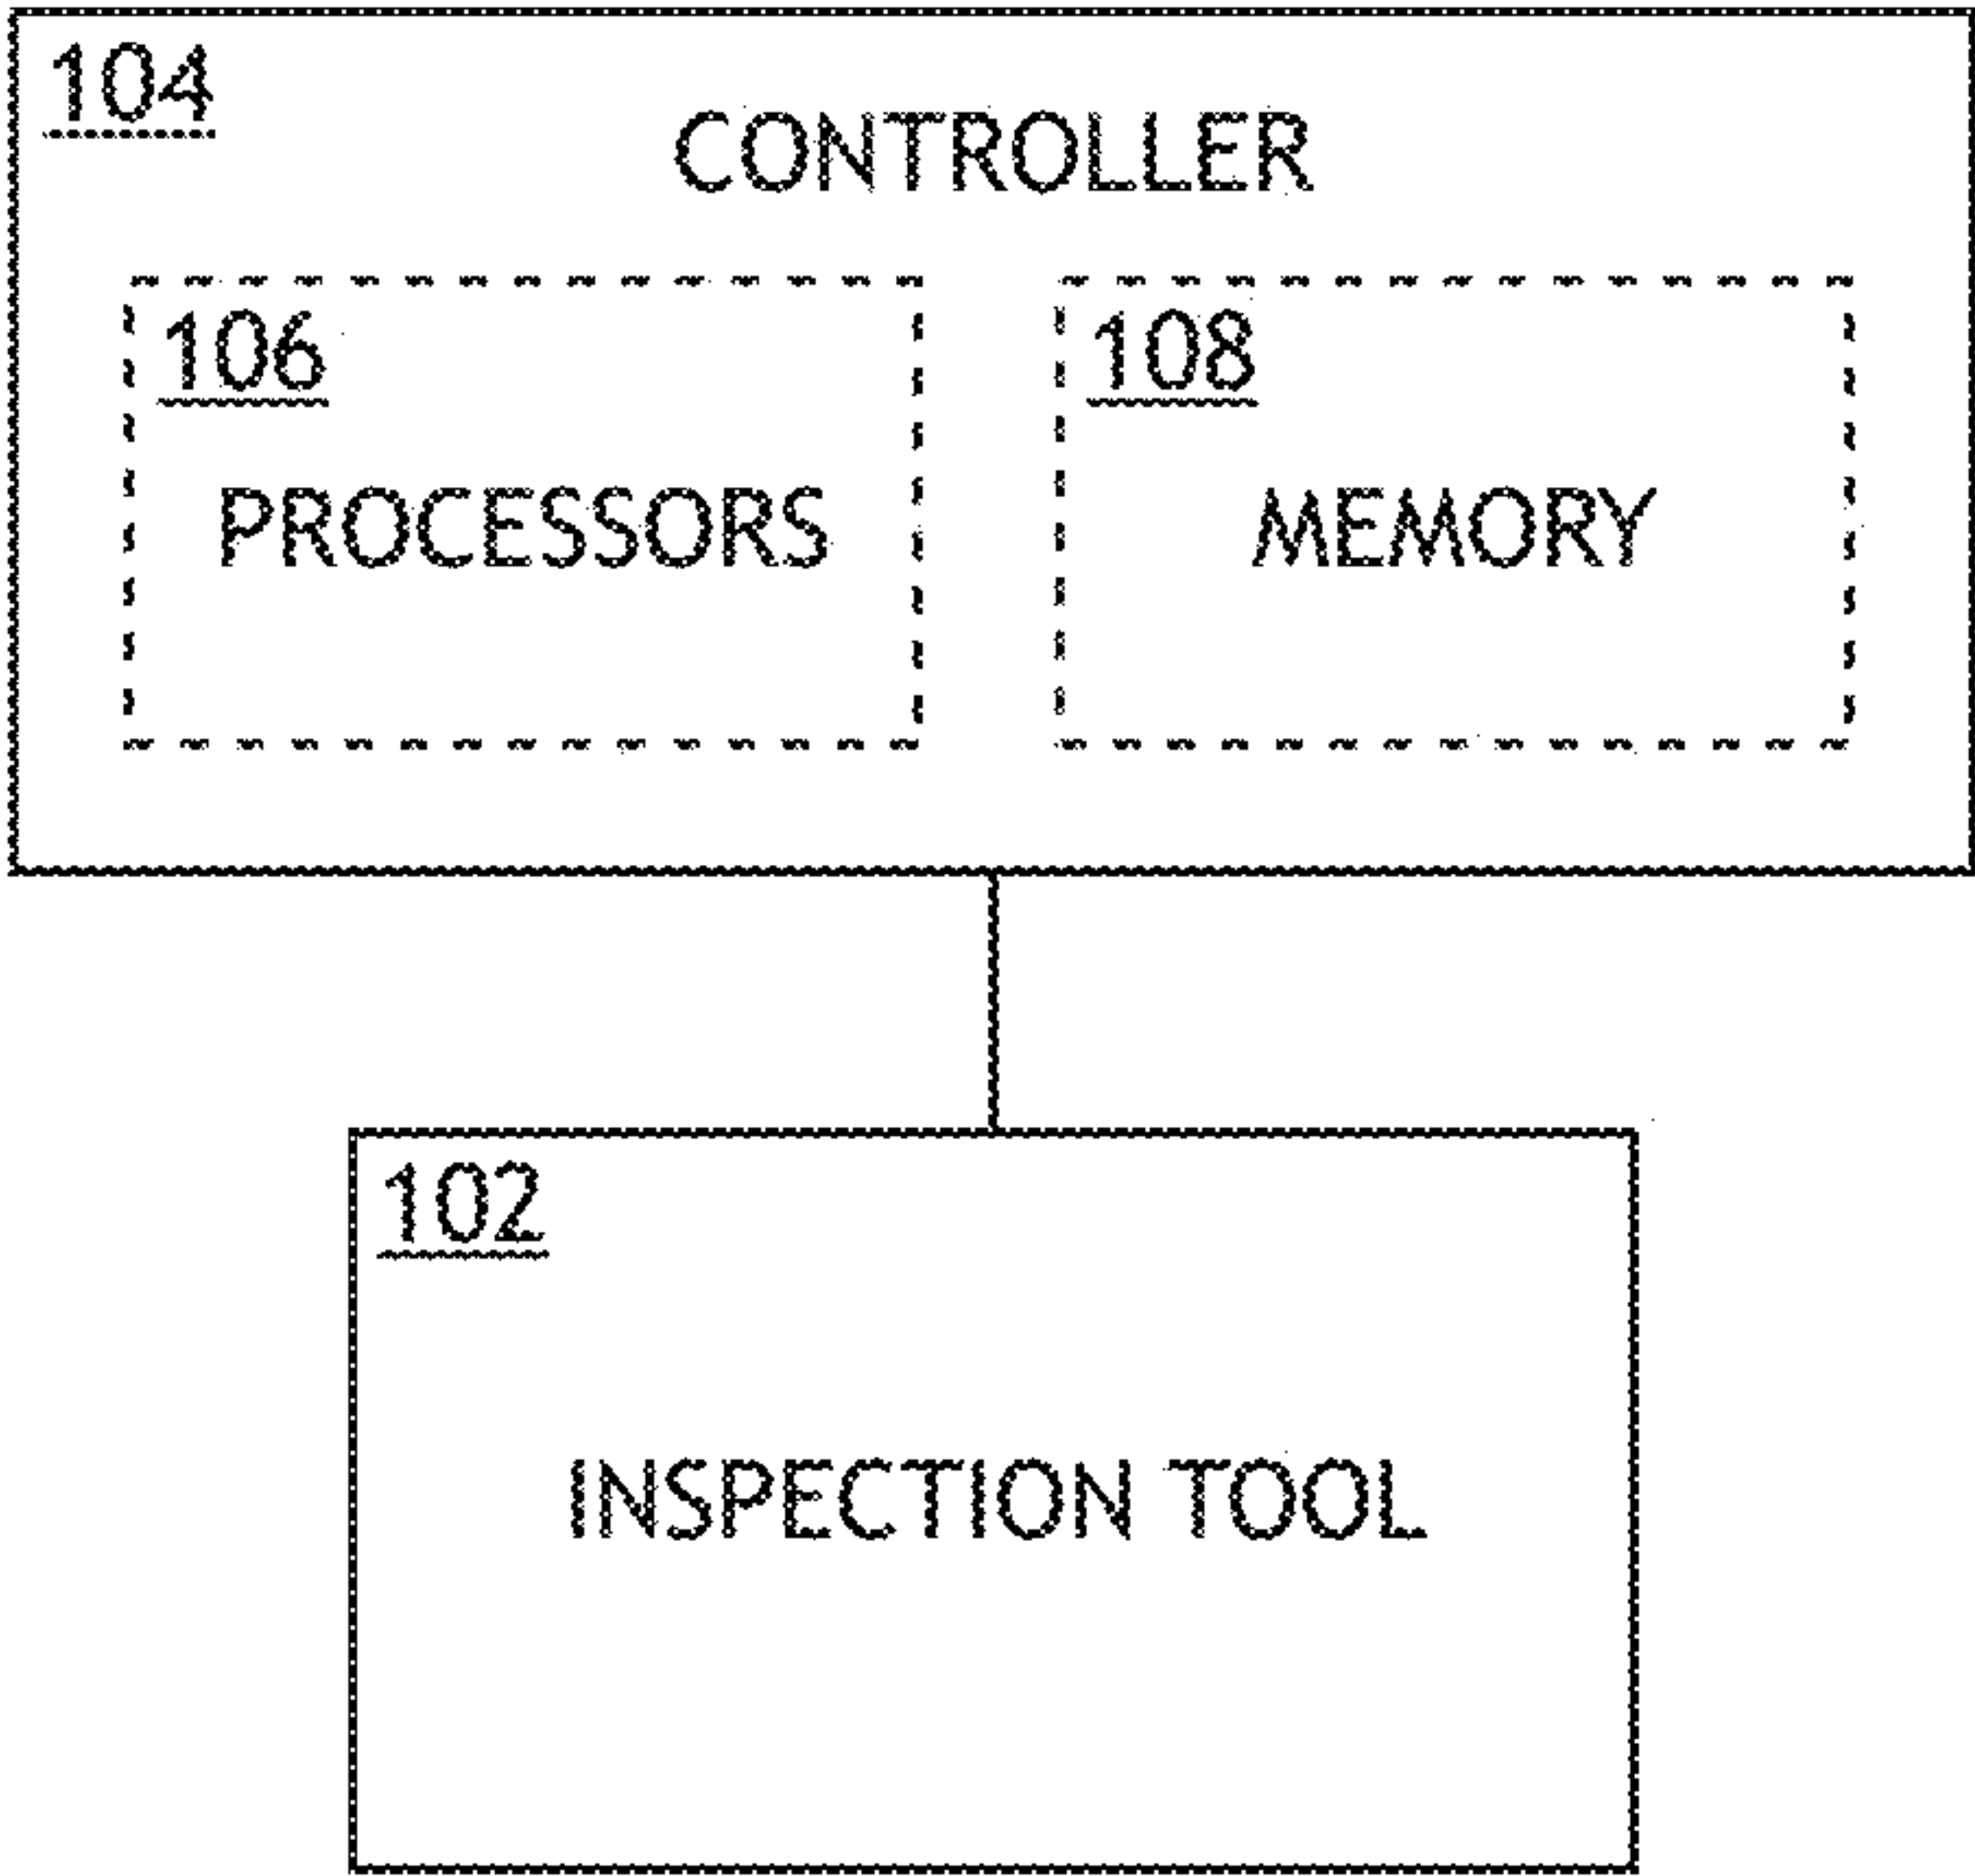 104
CONTROLLER
106
PROCESSORS
108
MEMORY
102
INSPECTION TOOL